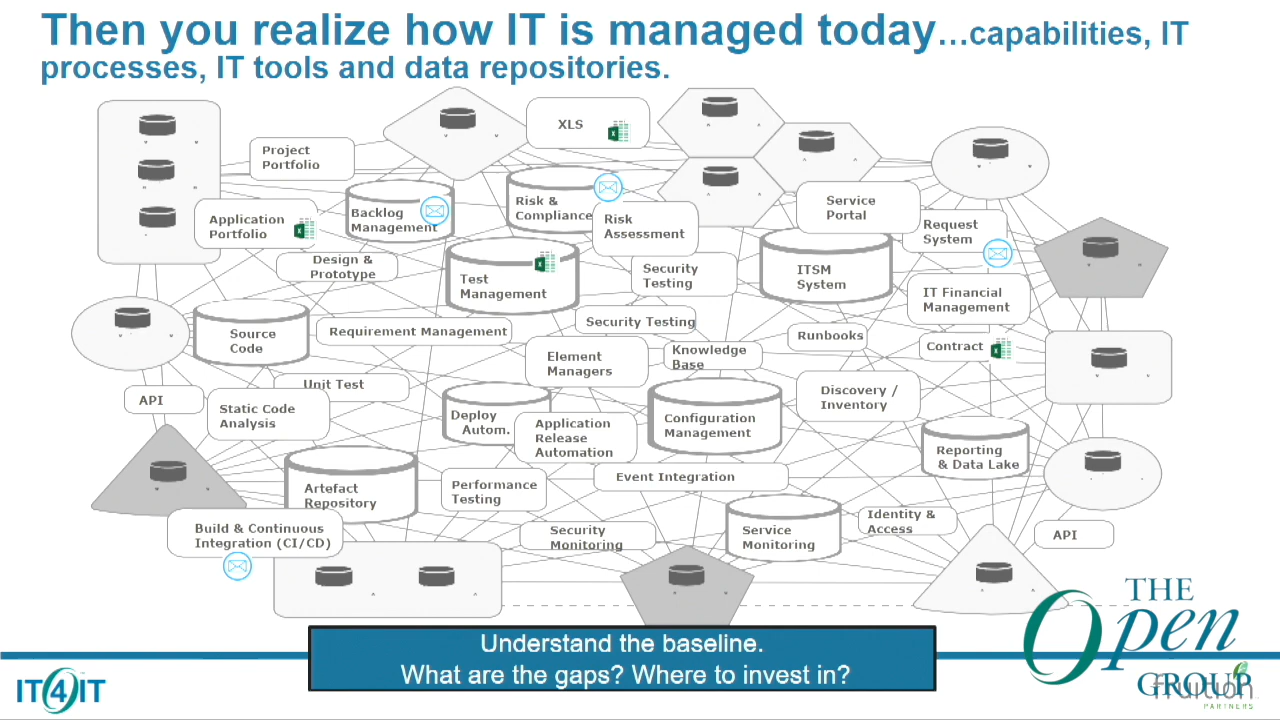 Then you realize how IT is managed today…capabilities, IT
processes, IT tools and data repositories.
XLS
Project
Portfolio
Application
Portfolio
Backlog
Management
Risk &
Compliance
Risk
Assessment
Service
Portal
Request
System
Design &
Prototype
Test
Management
Security
Testing
ITSM
System
IT Financial
Management
Source
Code
Requirement Management
Security Testing
Runbooks
Contract
Element
Managers
Knowledge
Base
Unit Test
API
Static Code
Analysis
Deploy
Autom.
Application
Release
Automation
Configuration
Management
Discovery /
Inventory
Reporting
& Data Lake
Artefact
Repository
Performance
Testing
Event Integration
Build & Continuous
Integration (CI/CD)
Security
Monitoring
Service
Monitoring
Identity &
Access
API
Understand the baseline.
What are the gaps? Where to invest in?
IT4IT
THE
Open
GROUP
fruition
PARTNERS